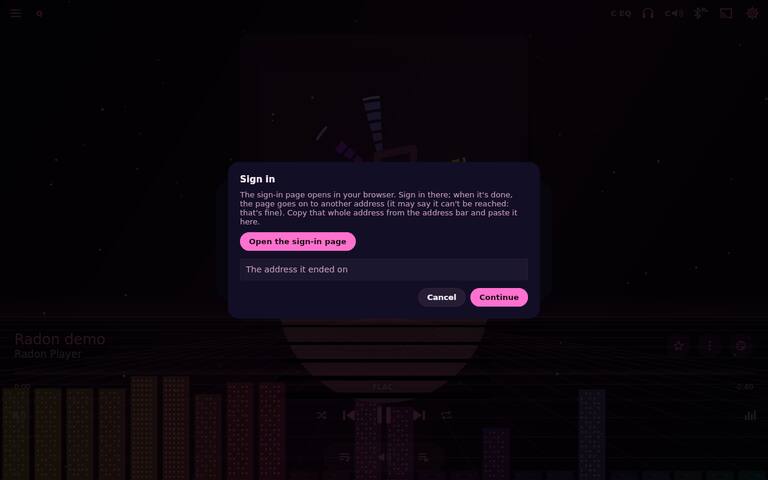 Q
C EQ
C
Sign in
The sign-in page opens in your browser. Sign in there; when it's done,
the page goes on to another address (it may say it can't be reached;
that's fine). Copy that whole address from the address bar and paste it
here.
Open the sign-in page
The address it ended on
Cancel
Continue
Radon demo
Radon Player
0:00
FLAC